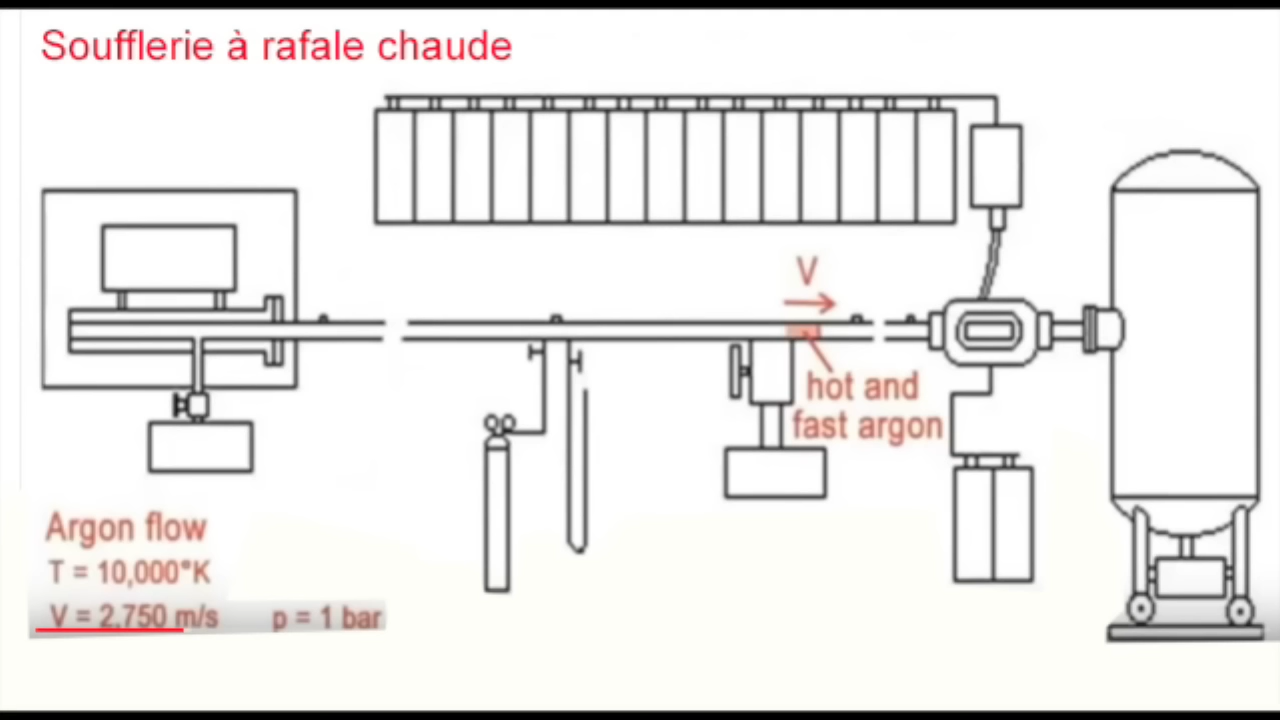 Soufflerie à rafale chaude
V
hot and
fast argon
Argon flow
T = 10,000°K
V = 2,750 m/s p = 1 bar